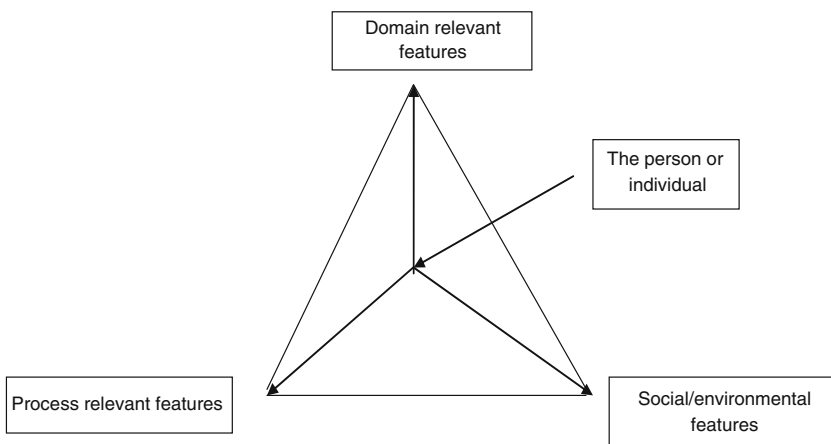 Domain relevant
features
The person or
individual
Process relevant features
Social/environmental
features